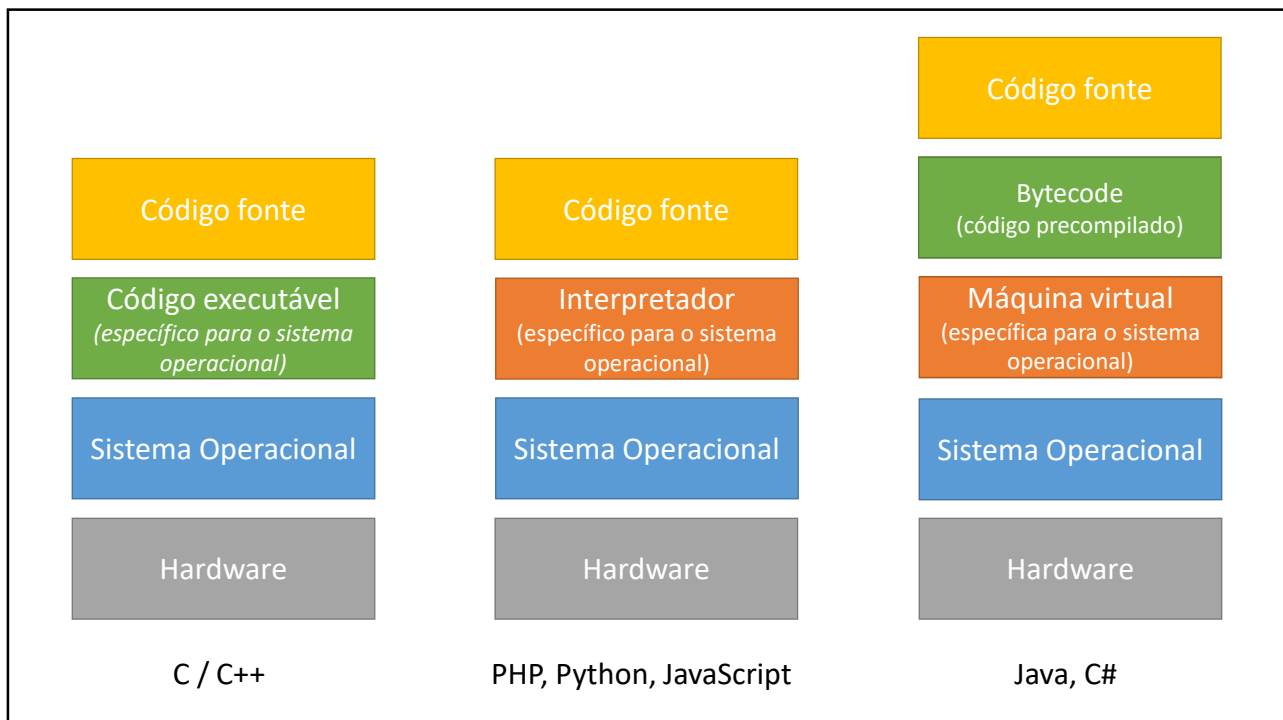 Código fonte
Código executável
(específico para o sistema
operacional)
Sistema Operacional
Hardware
C / C++
Código fonte
Interpretador
(específico para o sistema
operacional)
Sistema Operacional
Hardware
PHP, Python, JavaScript
Código fonte
Bytecode
(código precompilado)
Máquina virtual
(específica para o sistema
operacional)
Sistema Operacional
Hardware
Java, C#